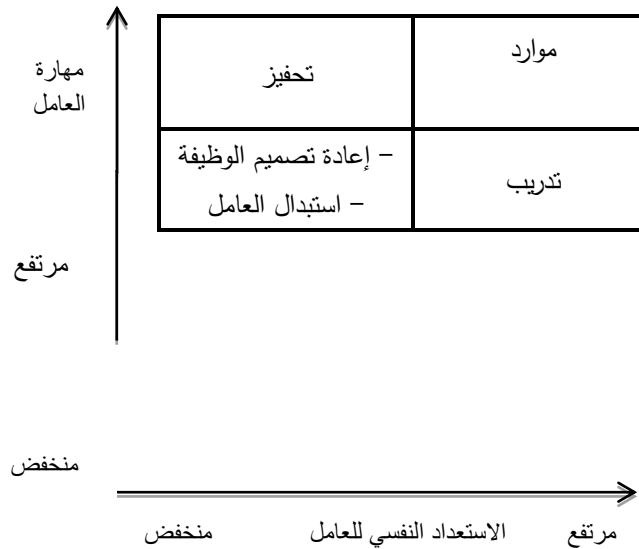 مهارة
العامل
موارد
تحفيز
– إعادة تصميم الوظيفة
– استبدال العامل
تدريب
مرتفع
منخفض
مرتفع
الاستعداد النفسي للعامل
منخفض